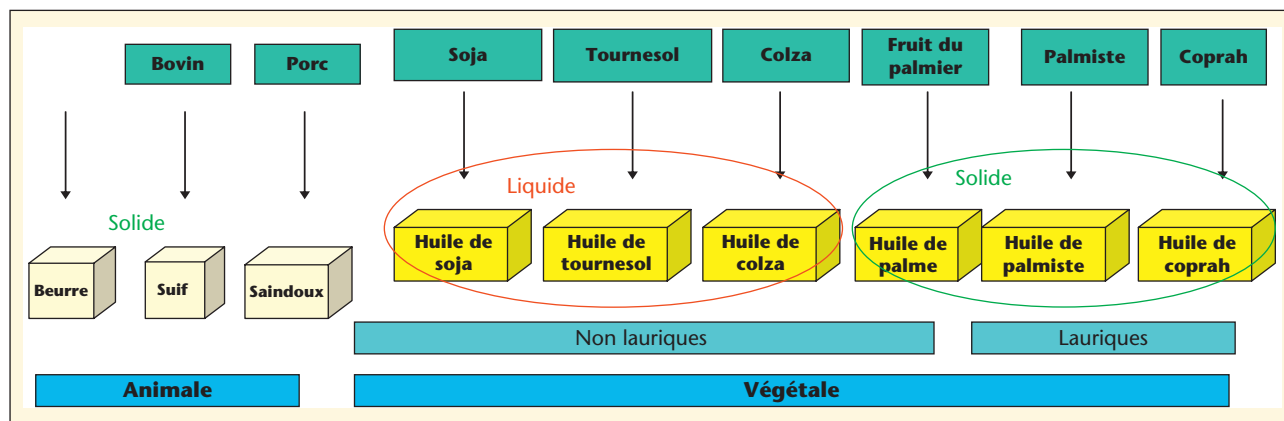 Bovin
Porc
Soja
Tournesol
Colza
Fruit du
palmier
Palmiste
Coprah
Solide
Liquide
Solide
Beurre
Suif
Saindoux
Huile de
soja
Huile de
tournesol
Huile de
colza
Huile de
palme
Huile de
palmiste
Huile de
coprah
Non lauriques
Lauriques
Animale
Végétale